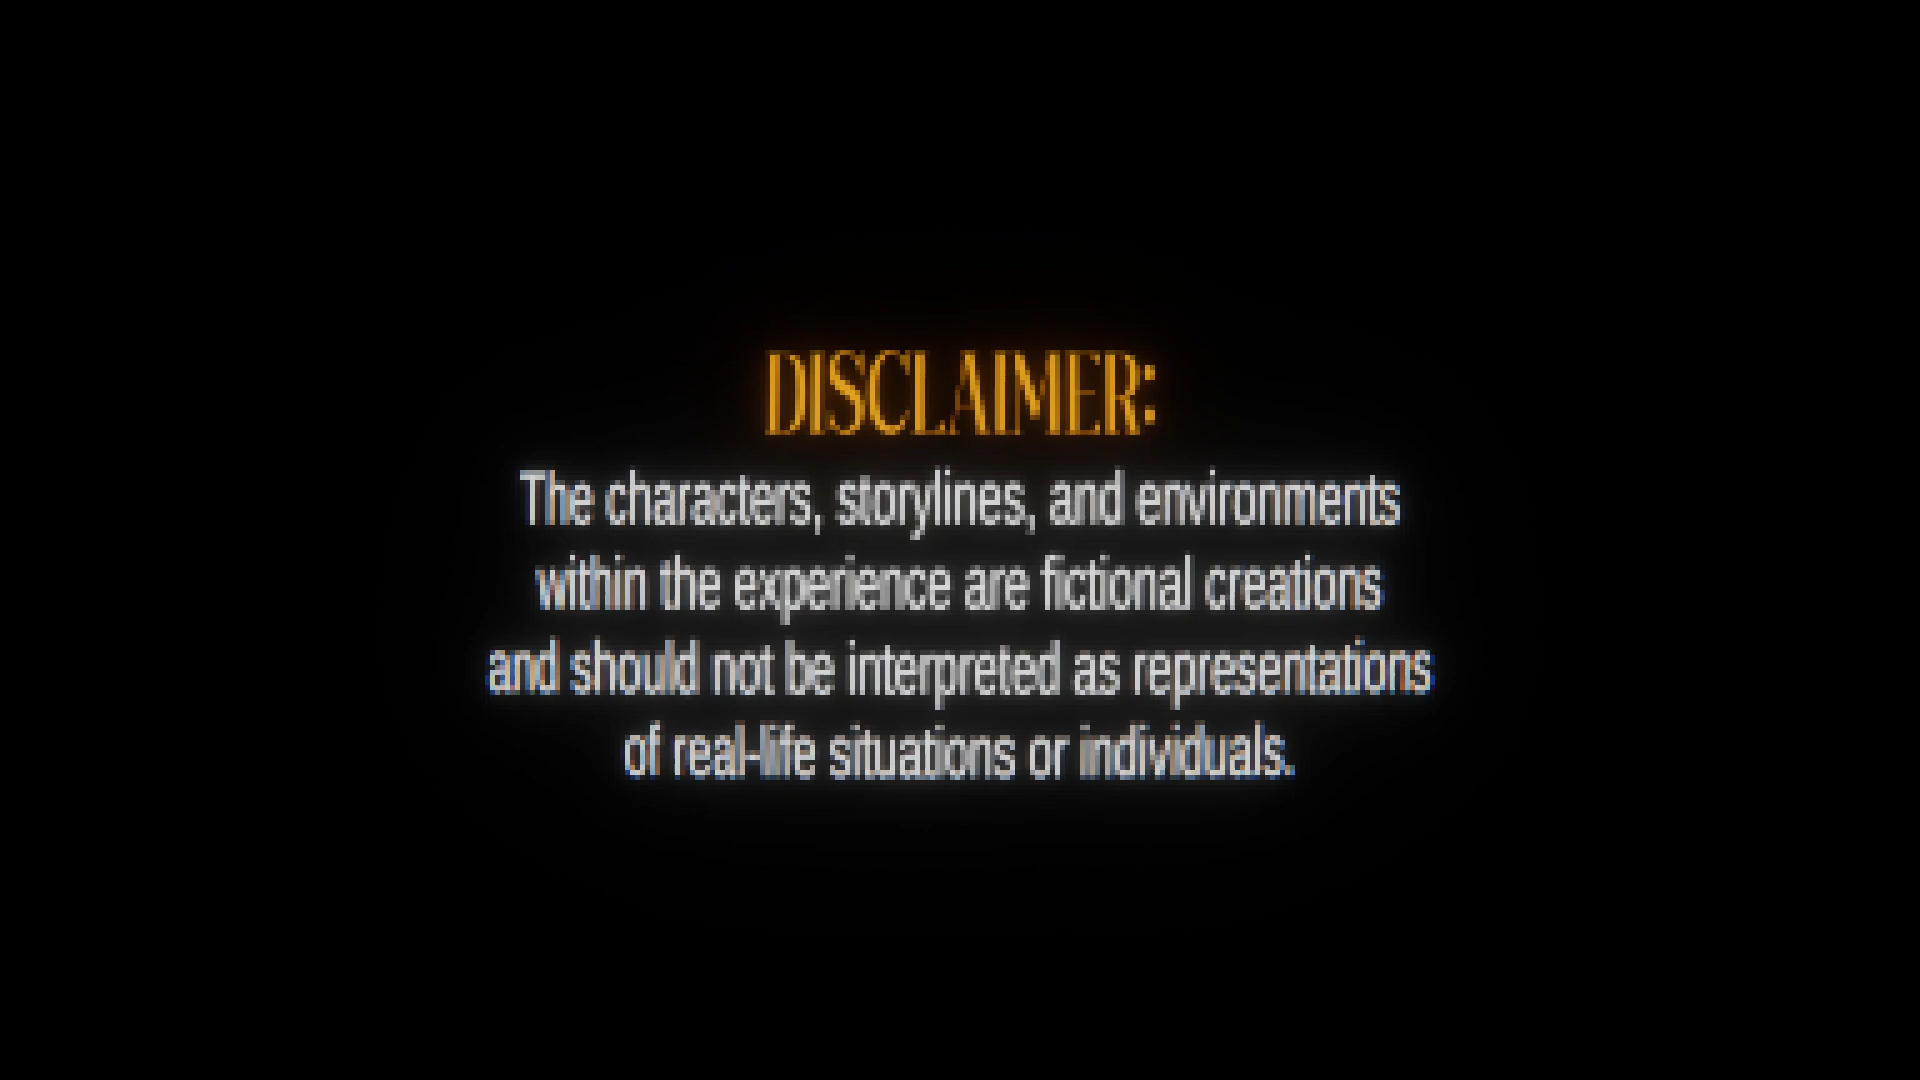 DISCLAIMER:
The characters, storylines, and environments
within the experience are fictional creations
and should not be interpreted as representations
of real-life situations or individuals.